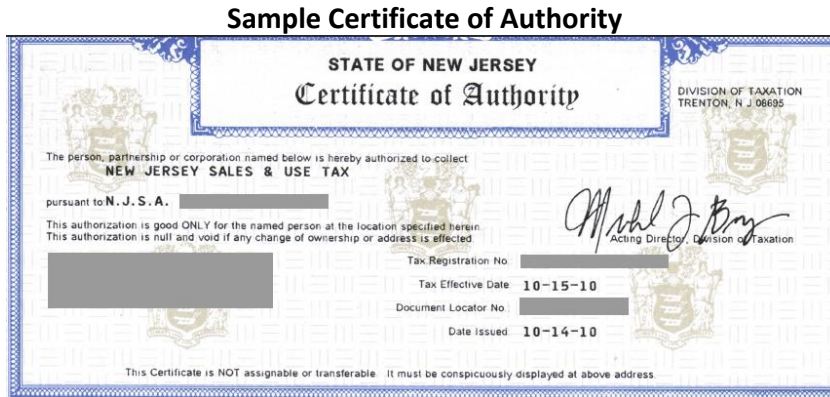 Sample Certificate of Authority
STATE OF NEW JERSEY
Certificate of Authority
DIVISION OF TAXATION
TRENTON, N J 08695
The person, partnership or corporation named below is hereby authorized to collect
NEW JERSEY SALES & USE TAX
pursuant to N.J.S.A.
This authorization is good ONLY for the named person at the location specified herein
This authorization is null and void if any change of ownership or address is effected
Acting Director, Division of Taxation
Tax Registration No
Tax Effective Date 10-15-10
Document Locator No
Date Issued 10-14-10
This Certificate is NOT assignable or transferable It must be conspicuously displayed at above address